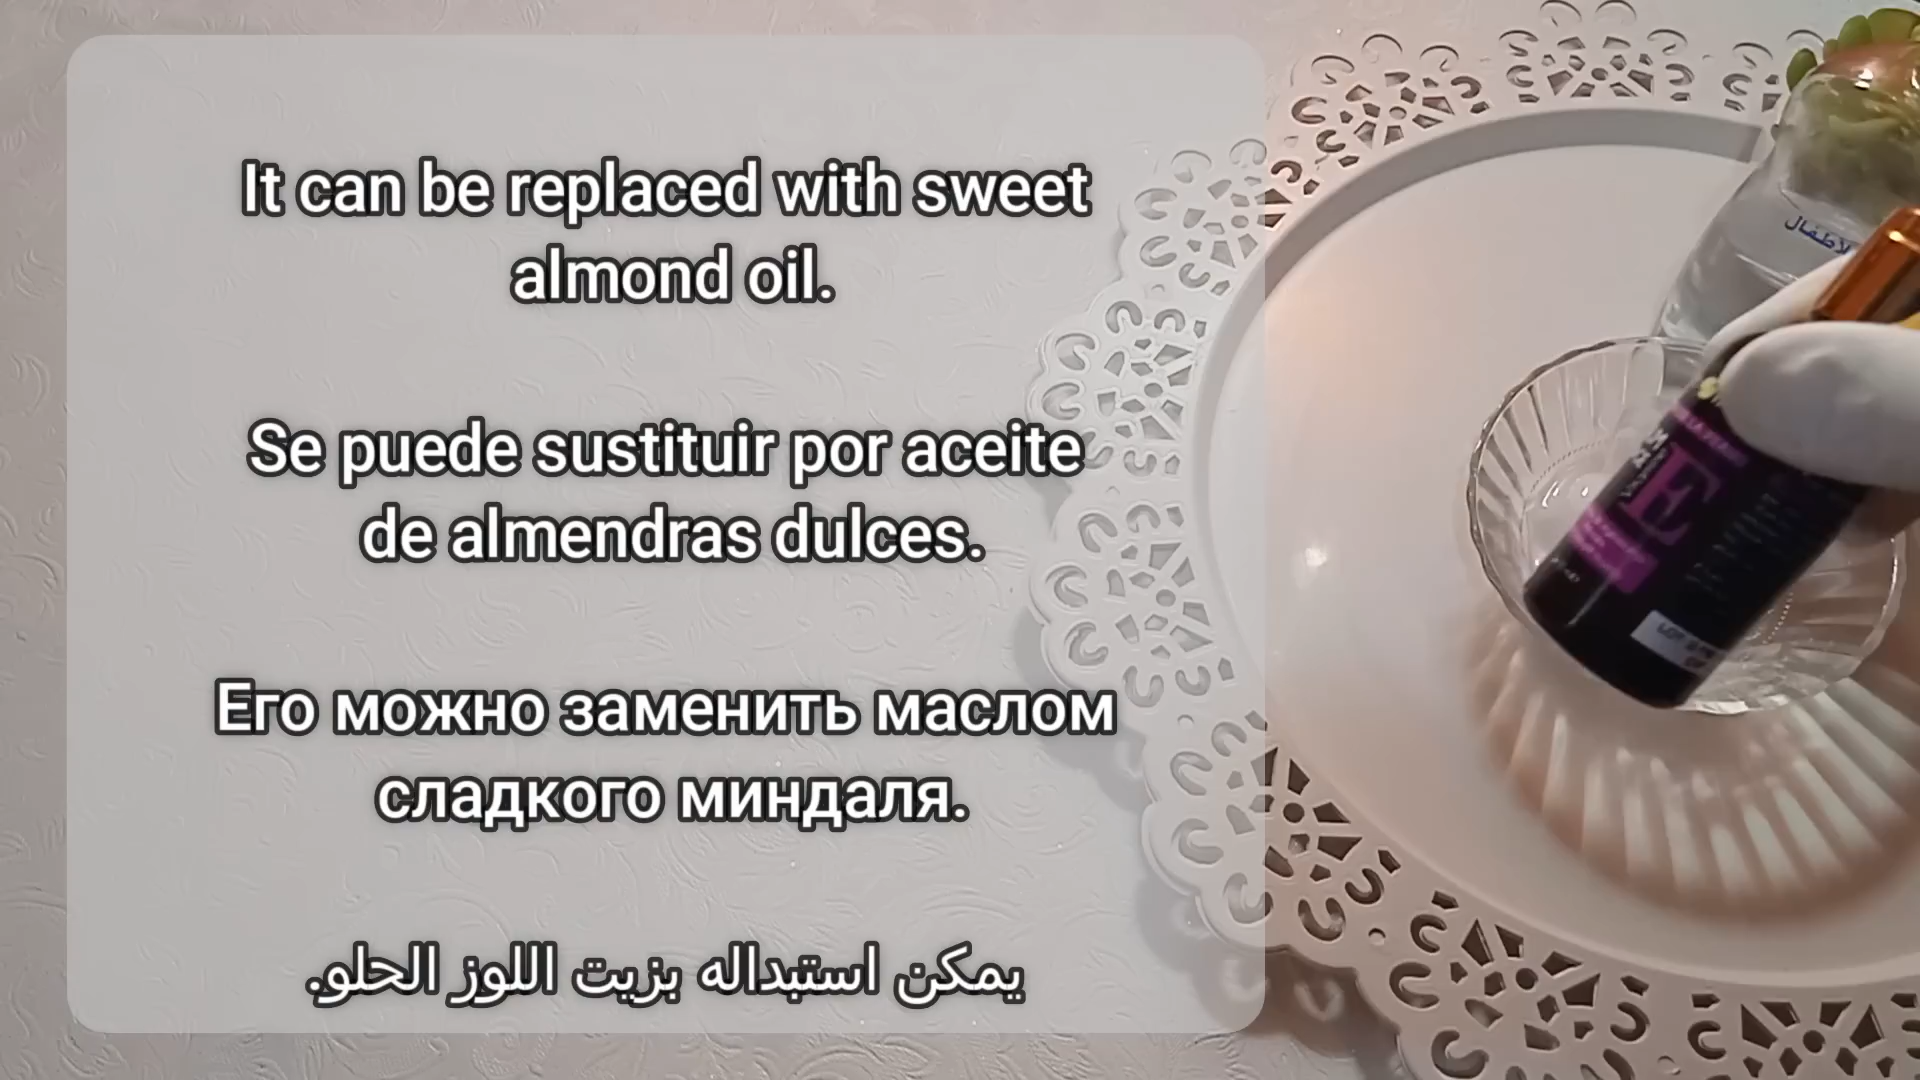 It can be replaced with sweet
almond oil.
Se puede sustituir por aceite
de almendras dulces.
Его можно заменить маслом
сладкого миндаля.
يمكن استبداله بزيت اللوز الحلو.
للأطفال
E